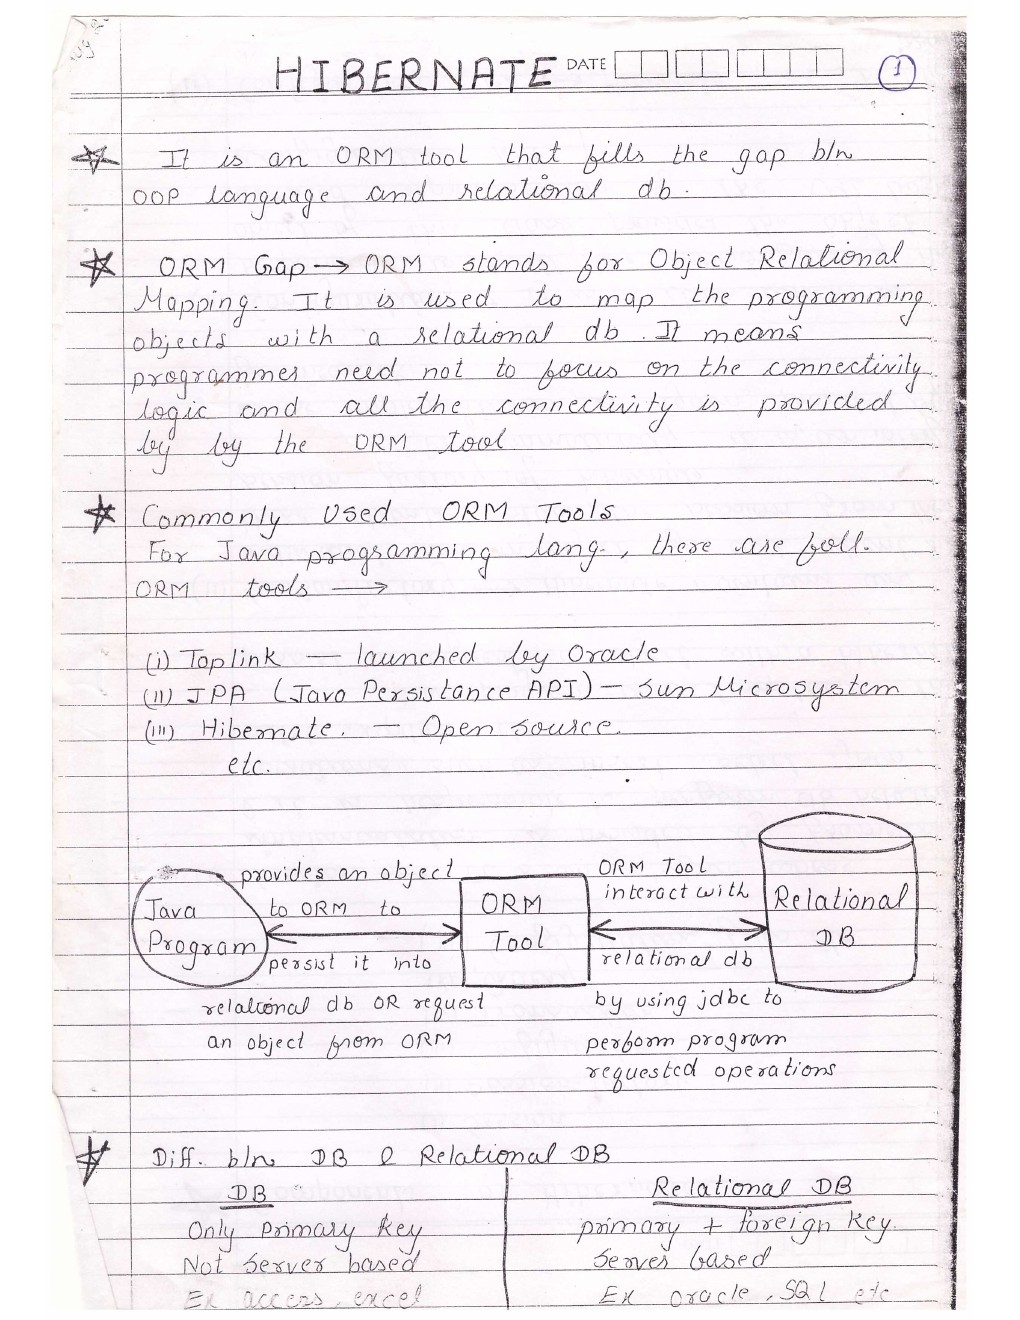 HIBERNATE DATE 1
It is an ORM tool that fills the gap b/n
OOP language and relational db.
ORM Gap → ORM stands for Object Relational
Mapping. It is used to map the programming
objects with a relational db. It means
programmer need not to focus on the connectivity
logic and all the connectivity is provided
by by the ORM tool
Commonly Used ORM Tools
For Java programming lang., there are foll.
ORM tools →
(i) Toplink — launched by Oracle
(ii) JPA (Java Persistance API) — Sun Microsystem
(iii) Hibernate. — Open source.
etc.
provides an object
to ORM to
persist it into
relational db OR request
an object from ORM
Java
Program
ORM
Tool
ORM Tool
interact with
relational db
by using jdbc to
perform program
requested operations
Relational
DB
Diff. b/n DB & Relational DB
DB
Only Primary Key
Not Server based
Ex access, excel
Relational DB
primary + foreign key.
Server based
Ex oracle, SQL etc